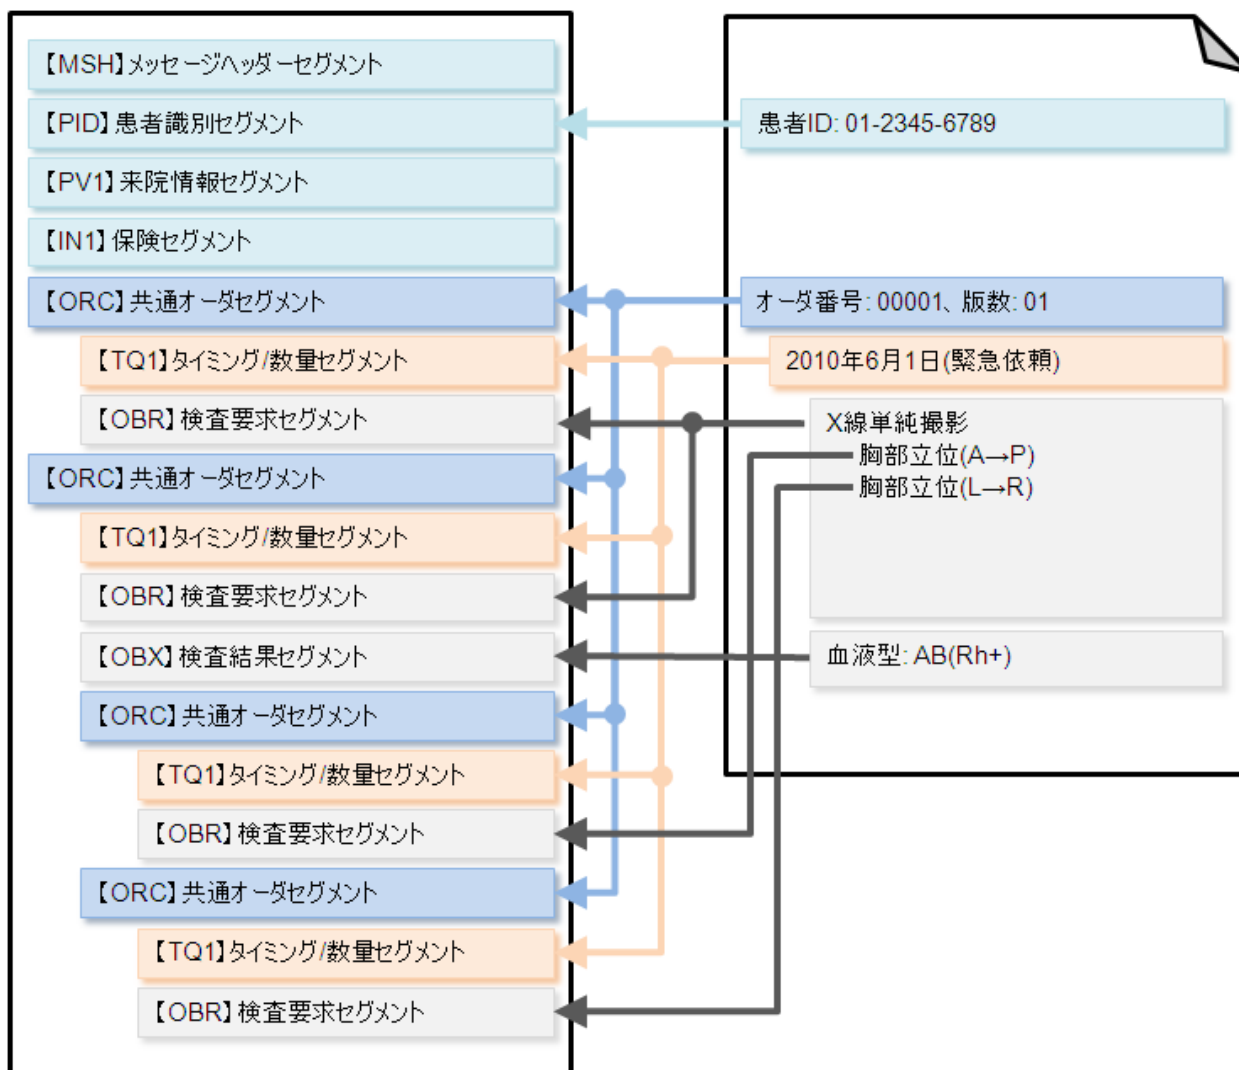 【MSH】メッセージヘッダーセグメント
【PID】患者識別セグメント
【PV1】来院情報セグメント
【IN1】保険セグメント
【ORC】共通オーダセグメント
【TQ1】タイミング/数量セグメント
【OBR】検査要求セグメント
【ORC】共通オーダセグメント
【TQ1】タイミング/数量セグメント
【OBR】検査要求セグメント
【OBX】検査結果セグメント
【ORC】共通オーダセグメント
【TQ1】タイミング/数量セグメント
【OBR】検査要求セグメント
【ORC】共通オーダセグメント
【TQ1】タイミング/数量セグメント
【OBR】検査要求セグメント
患者ID: 01-2345-6789
オーダ番号: 00001、版数: 01
2010年6月1日(緊急依頼)
X線単純撮影
胸部立位(A→P)
胸部立位(L→R)
血液型: AB(Rh+)